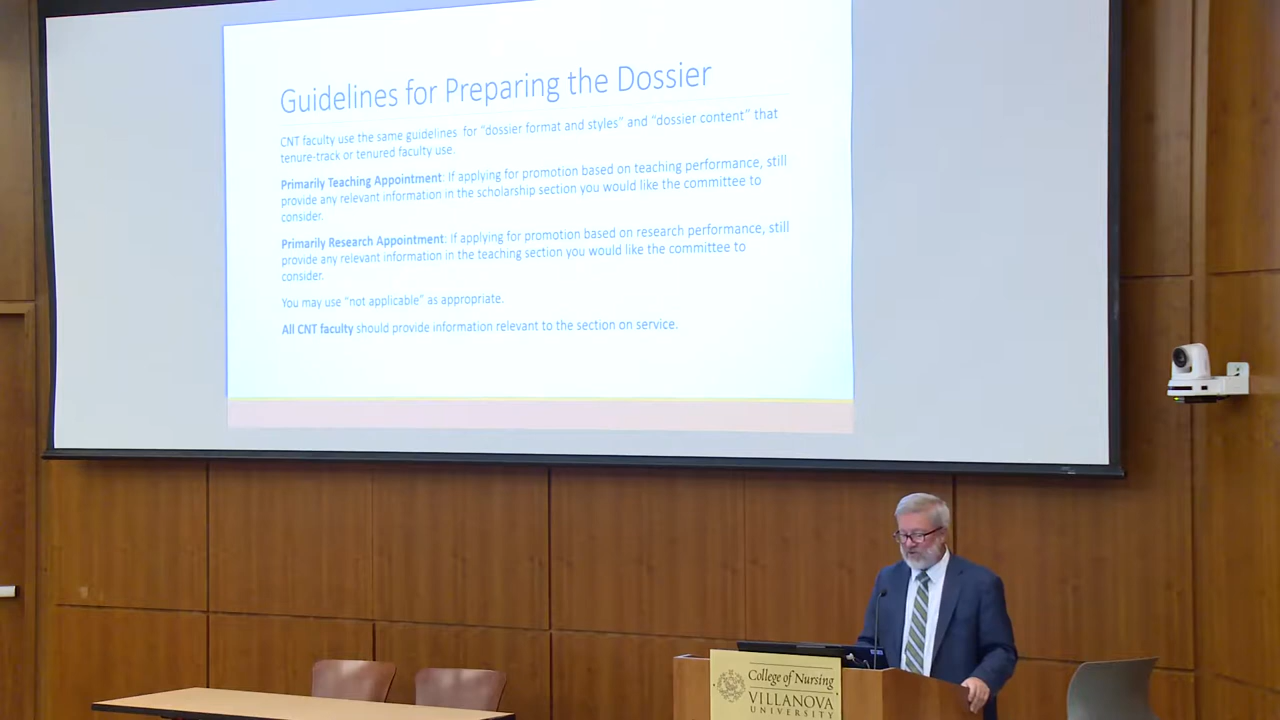 Guidelines for Preparing the Dossier
CNT faculty use the same guidelines for "dossier format and styles" and "dossier content" that
tenure-track or tenured faculty use.
Primarily Teaching Appointment: If applying for promotion based on teaching performance, still
provide any relevant information in the scholarship section you would like the committee to
consider.
Primarily Research Appointment: If applying for promotion based on research performance, still
provide any relevant information in the teaching section you would like the committee to
consider.
You may use "not applicable" as appropriate.
All CNT faculty should provide information relevant to the section on service.
College of Nursing
VILLANOVA
UNIVERSITY